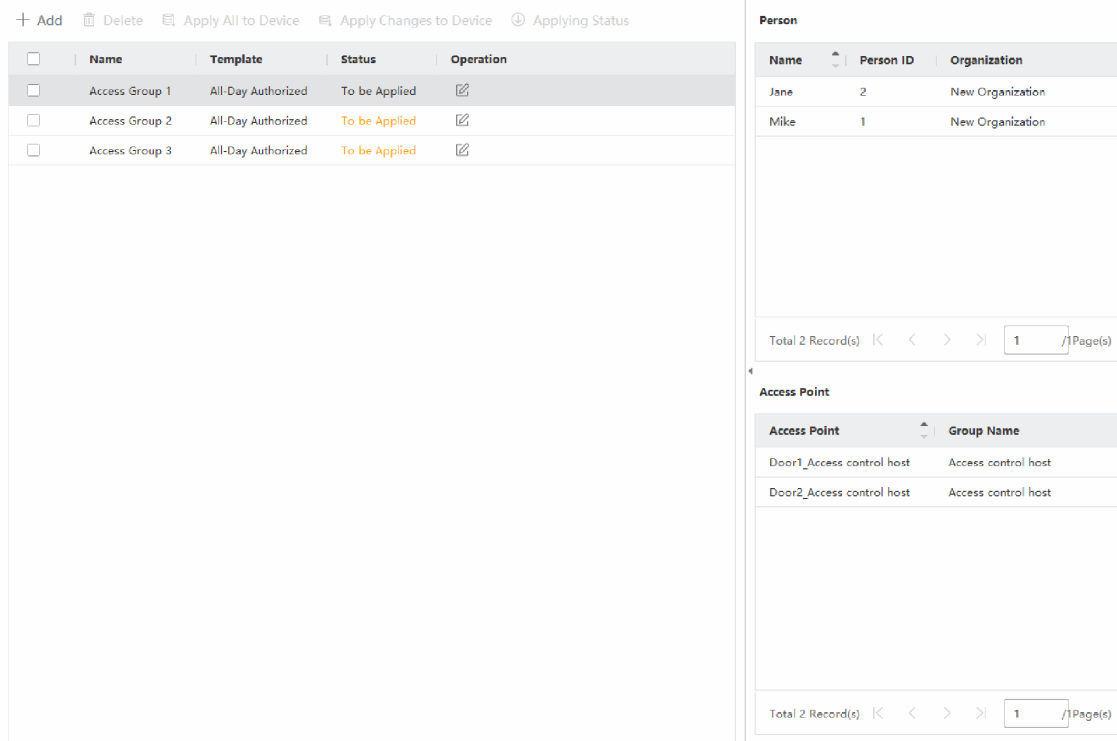 Add Delete Apply All to Device Apply Changes to Device Applying Status
Name Template Status Operation
Access Group 1 All-Day Authorized To be Applied
Access Group 2 All-Day Authorized To be Applied
Access Group 3 All-Day Authorized To be Applied
Person
Name Person ID Organization
Jane 2 New Organization
Mike 1 New Organization
Total 2 Record(s) 1 /1Page(s)
Access Point
Access Point Group Name
Door1_Access control host Access control host
Door2_Access control host Access control host
Total 2 Record(s) 1 /1Page(s)